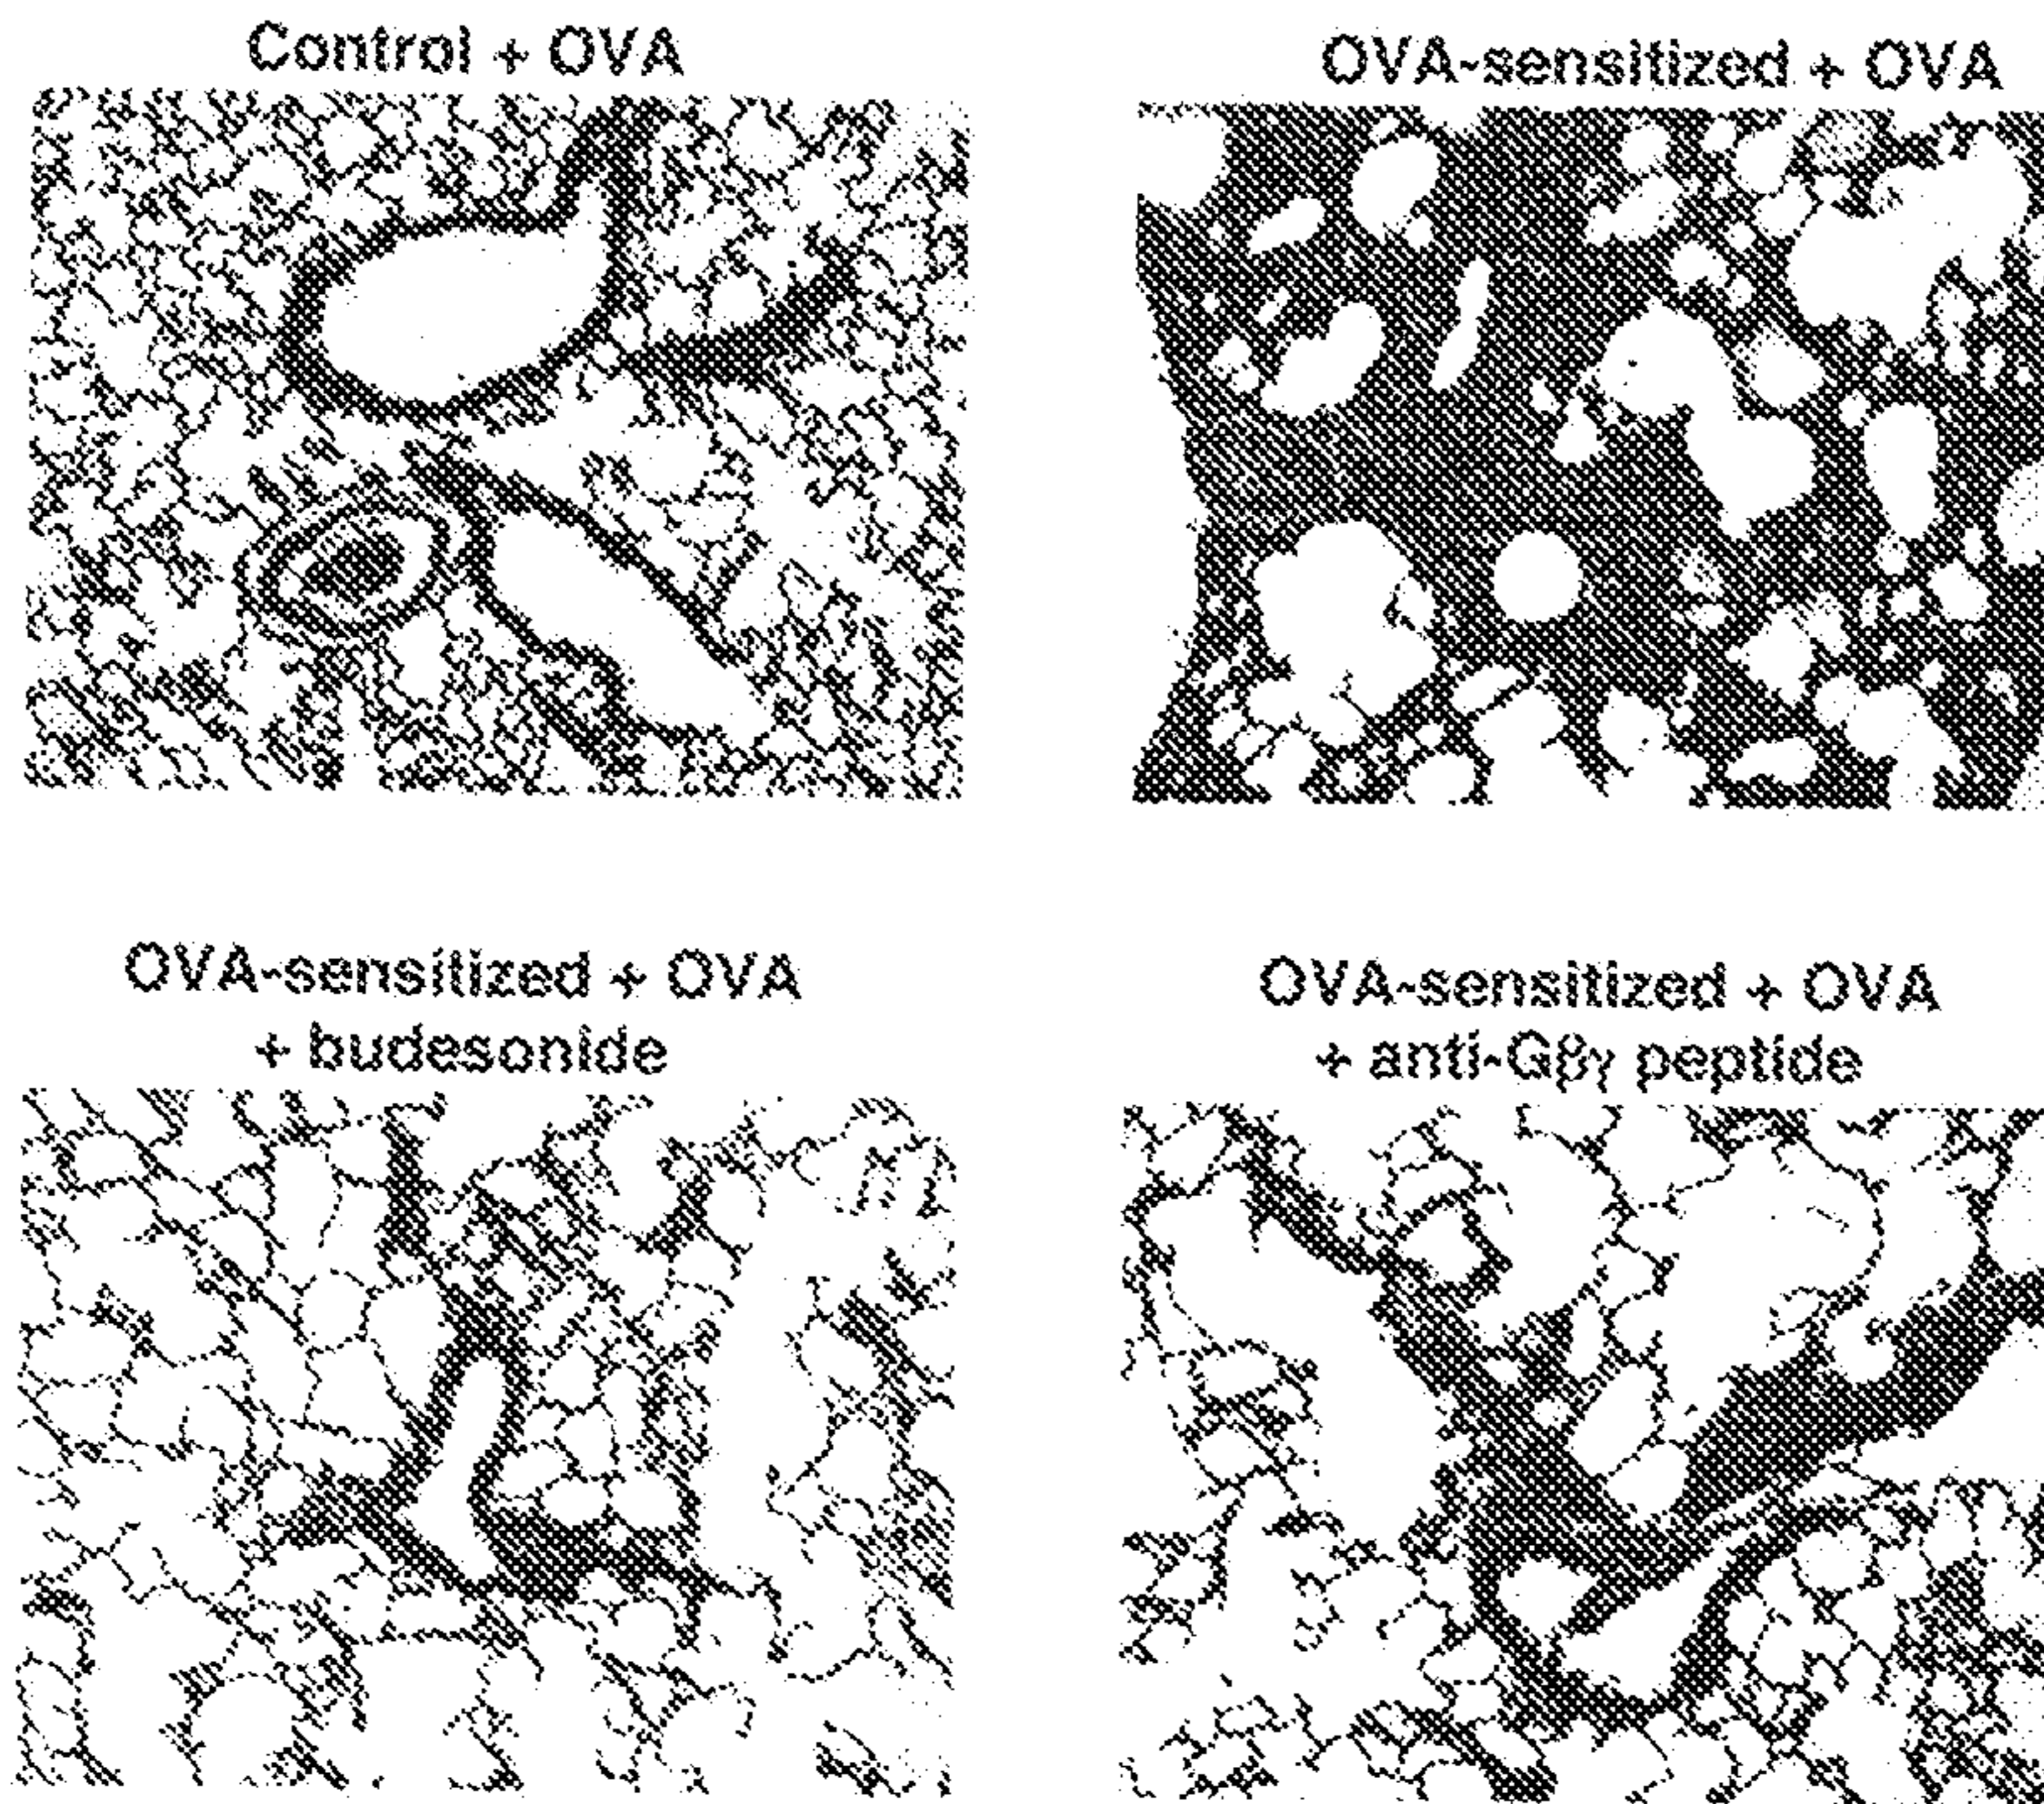 Control + OVA
OVA-sensitized + OVA
OVA-sensitized + OVA
+ budesonide
OVA-sensitized + OVA
+ anti-Gβγ peptide